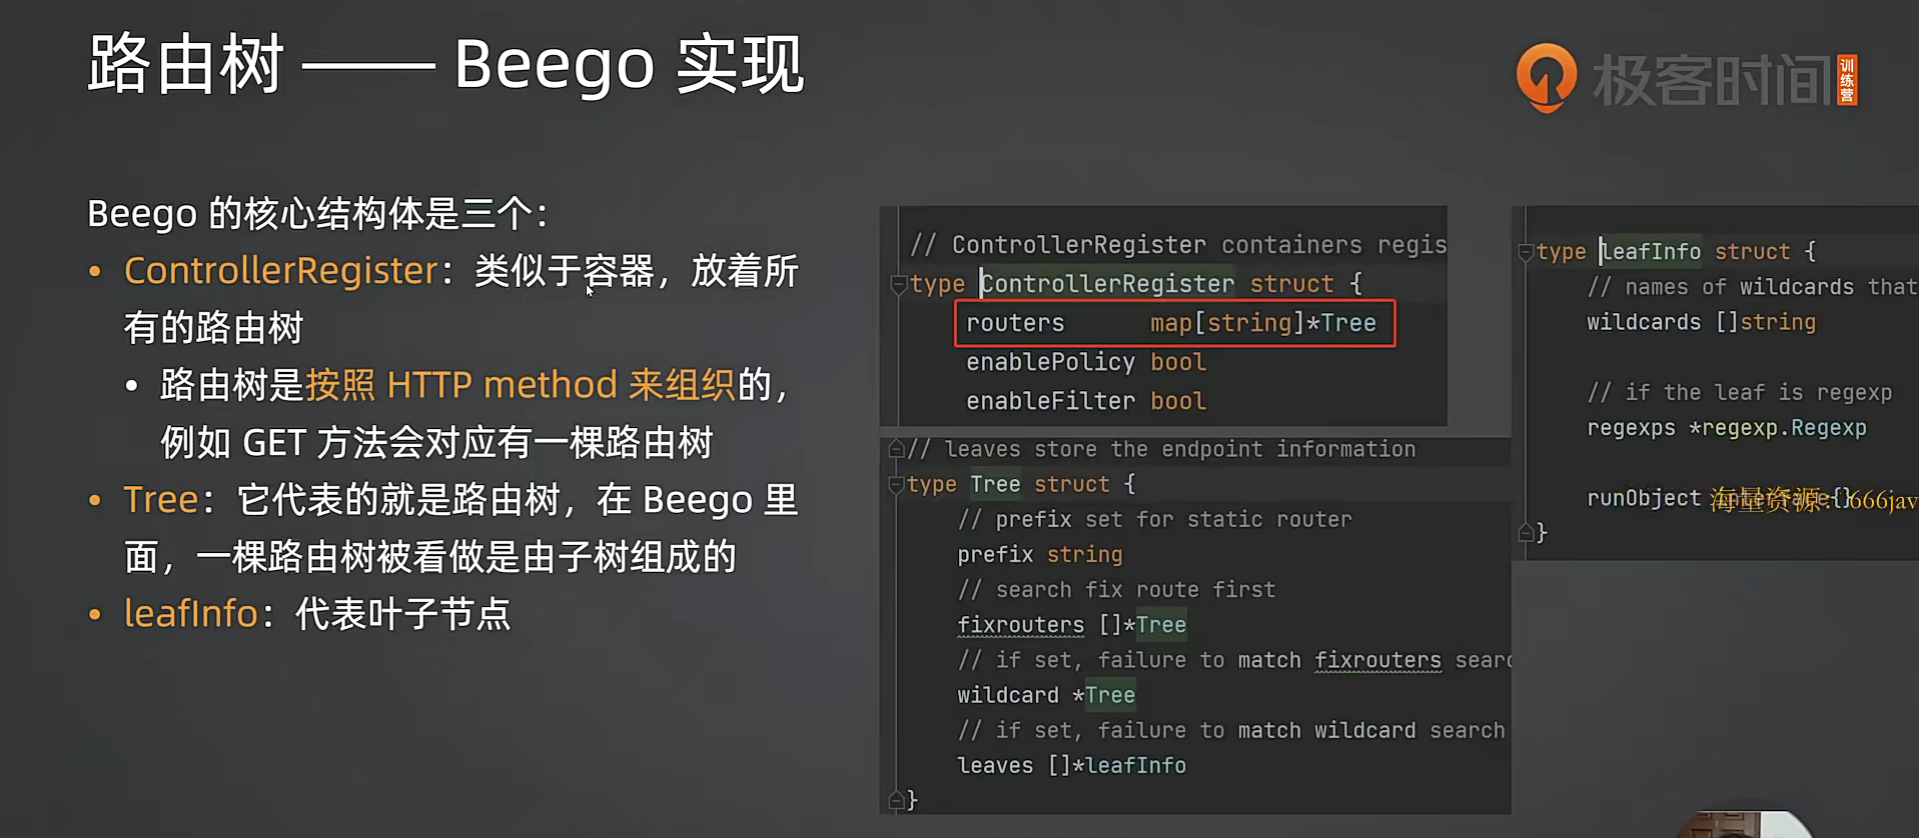 路由树 —— Beego 实现
极客时间
训练营
Beego 的核心结构体是三个：
• ControllerRegister：类似于容器，放着所
有的路由树
• 路由树是按照 HTTP method 来组织的，
例如 GET 方法会对应有一棵路由树
• Tree：它代表的就是路由树，在 Beego 里
面，一棵路由树被看做是由子树组成的
• leafInfo：代表叶子节点
// ControllerRegister containers regis
type ControllerRegister struct {
routers map[string]*Tree
enablePolicy bool
enableFilter bool
// leaves store the endpoint information
type Tree struct {
// prefix set for static router
prefix string
// search fix route first
fixrouters []*Tree
// if set, failure to match fixrouters searc
wildcard *Tree
// if set, failure to match wildcard search
leaves []*leafInfo
}
type leafInfo struct {
// names of wildcards that
wildcards []string
// if the leaf is regexp
regexps *regexp.Regexp
runObject
海量资源：666jav
}